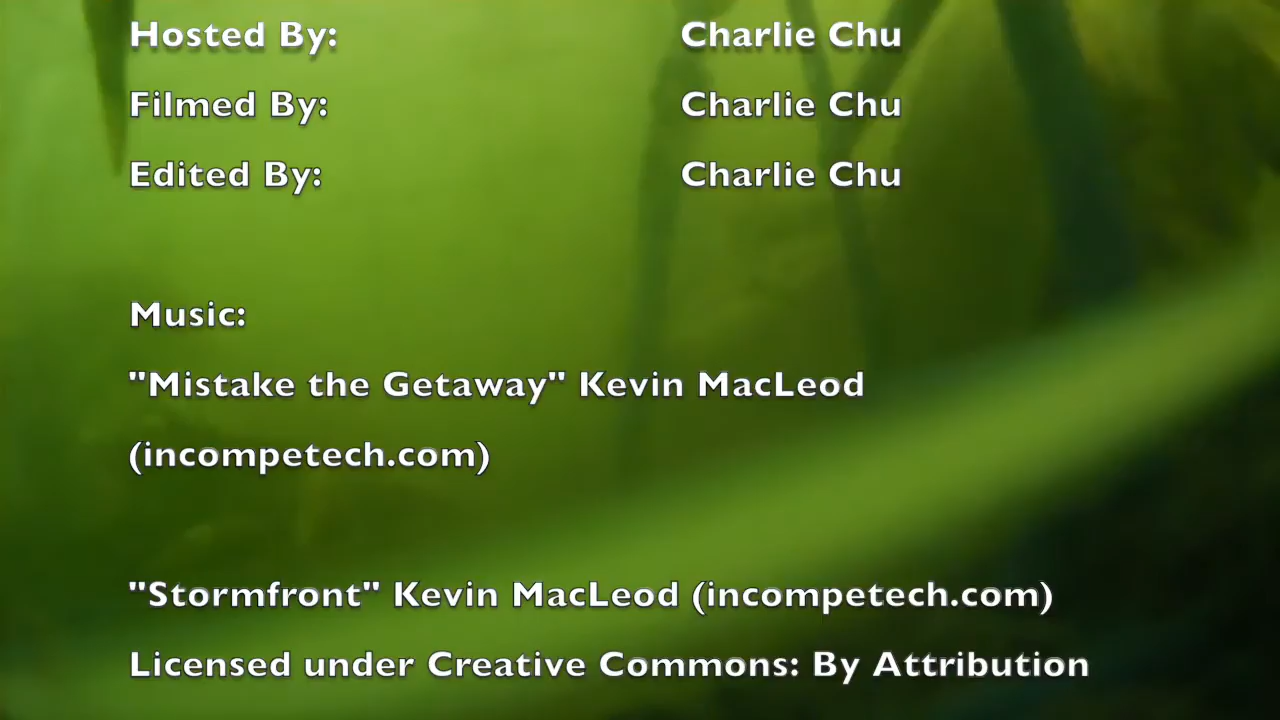 Hosted By: Charlie Chu
Filmed By: Charlie Chu
Edited By: Charlie Chu
Music:
"Mistake the Getaway" Kevin MacLeod
(incompetech.com)
"Stormfront" Kevin MacLeod (incompetech.com)
Licensed under Creative Commons: By Attribution